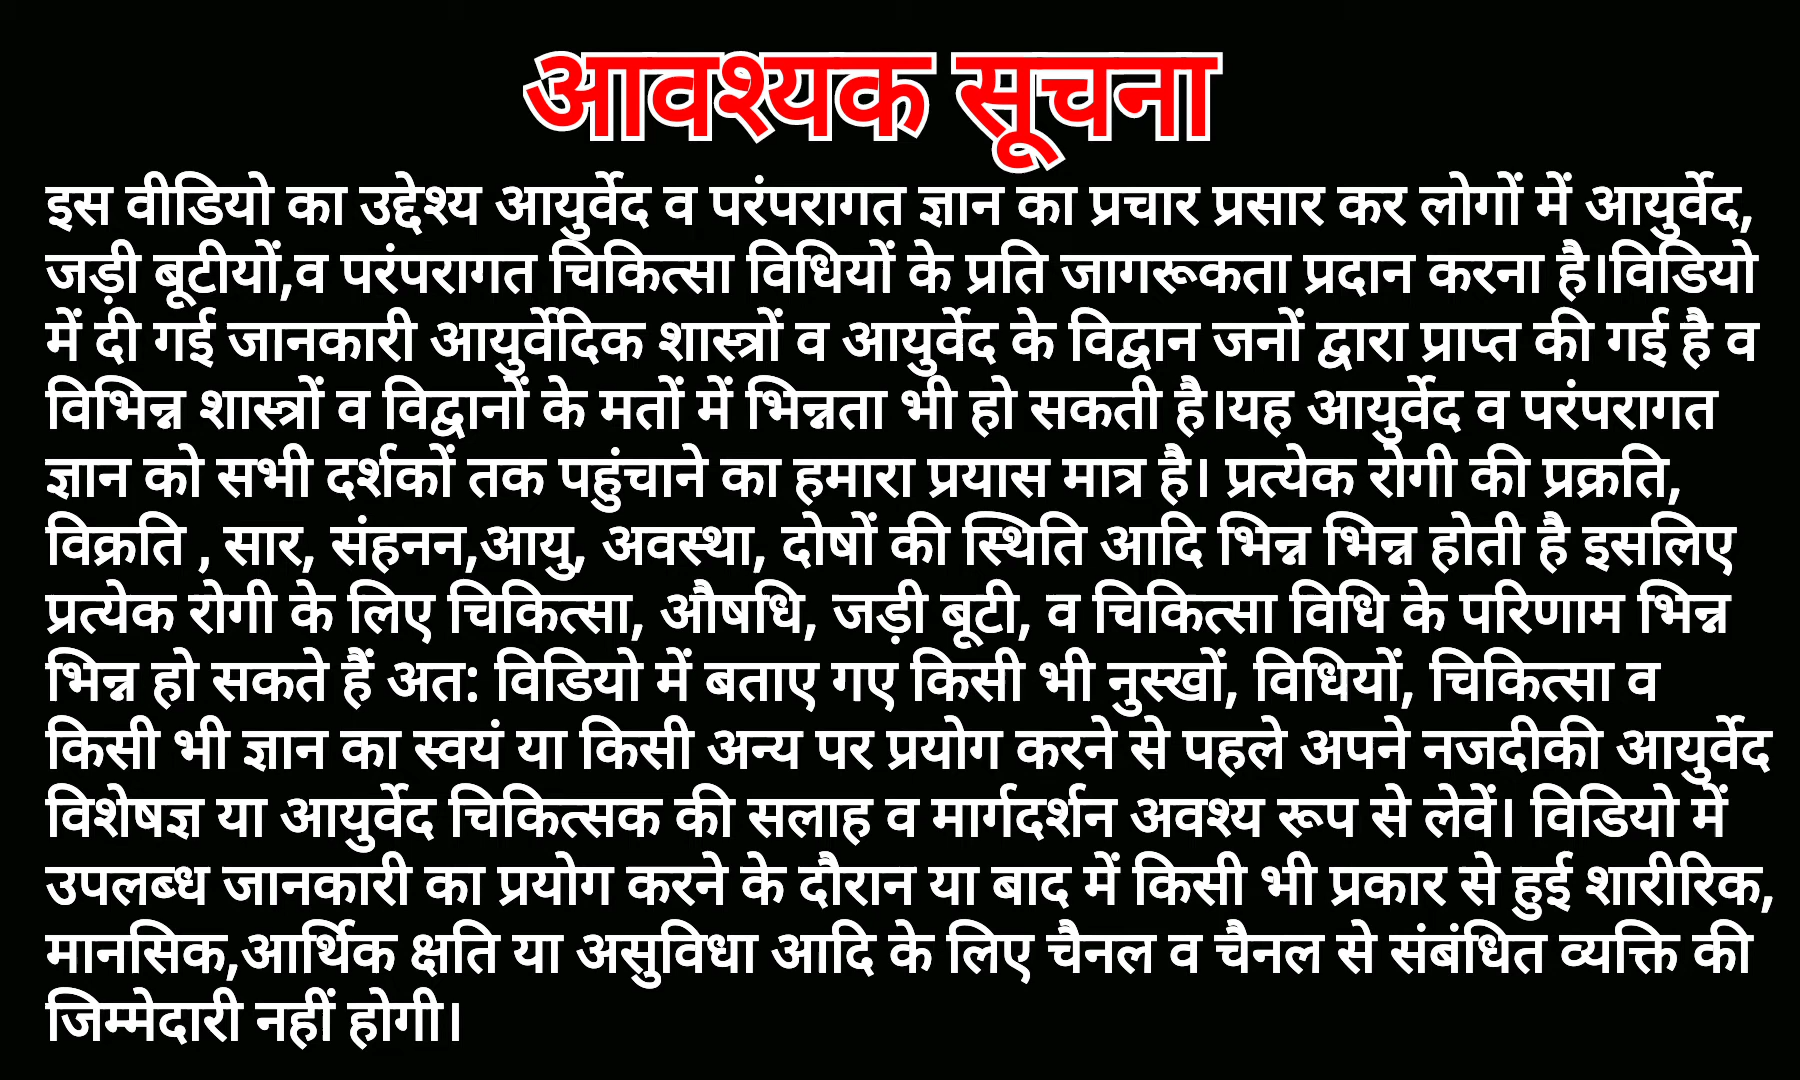 आवश्यक सूचना
इस वीडियो का उद्देश्य आयुर्वेद व परंपरागत ज्ञान का प्रचार प्रसार कर लोगों में आयुर्वेद,
जड़ी बूटीयों,व परंपरागत चिकित्सा विधियों के प्रति जागरूकता प्रदान करना है।विडियो
में दी गई जानकारी आयुर्वेदिक शास्त्रों व आयुर्वेद के विद्वान जनों द्वारा प्राप्त की गई है व
विभिन्न शास्त्रों व विद्वानों के मतों में भिन्नता भी हो सकती है।यह आयुर्वेद व परंपरागत
ज्ञान को सभी दर्शकों तक पहुंचाने का हमारा प्रयास मात्र है। प्रत्येक रोगी की प्रक्रति,
विक्रति , सार, संहनन,आयु, अवस्था, दोषों की स्थिति आदि भिन्न भिन्न होती है इसलिए
प्रत्येक रोगी के लिए चिकित्सा, औषधि, जड़ी बूटी, व चिकित्सा विधि के परिणाम भिन्न
भिन्न हो सकते हैं अत: विडियो में बताए गए किसी भी नुस्खों, विधियों, चिकित्सा व
किसी भी ज्ञान का स्वयं या किसी अन्य पर प्रयोग करने से पहले अपने नजदीकी आयुर्वेद
विशेषज्ञ या आयुर्वेद चिकित्सक की सलाह व मार्गदर्शन अवश्य रूप से लेवें। विडियो में
उपलब्ध जानकारी का प्रयोग करने के दौरान या बाद में किसी भी प्रकार से हुई शारीरिक,
मानसिक,आर्थिक क्षति या असुविधा आदि के लिए चैनल व चैनल से संबंधित व्यक्ति की
जिम्मेदारी नहीं होगी।